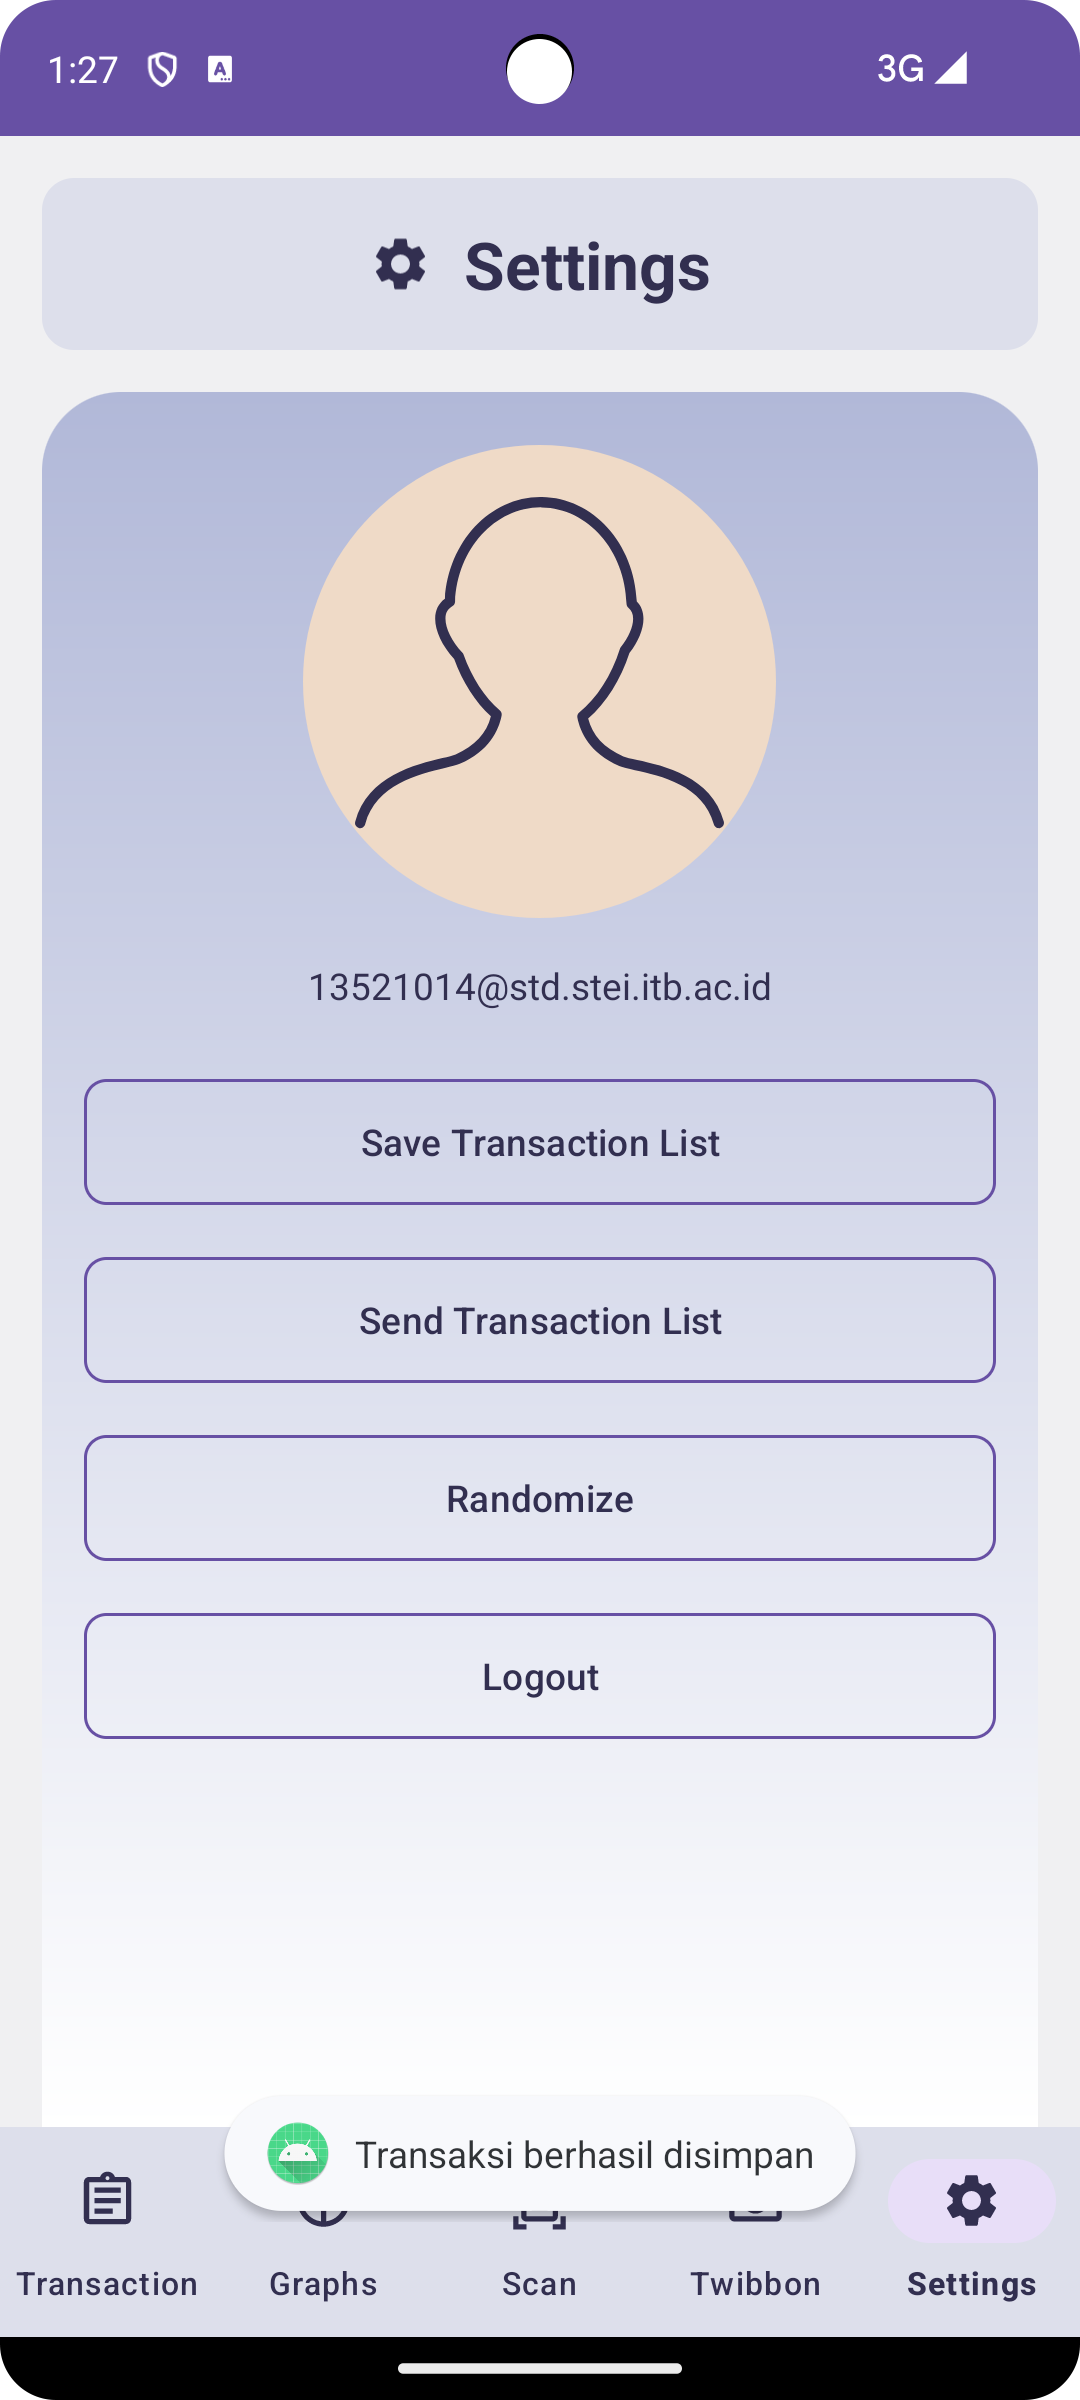 1:27
3G
Settings
13521014@std.stei.itb.ac.id
Save Transaction List
Send Transaction List
Randomize
Logout
Transaksi berhasil disimpan
Transaction
Graphs
Scan
Twibbon
Settings